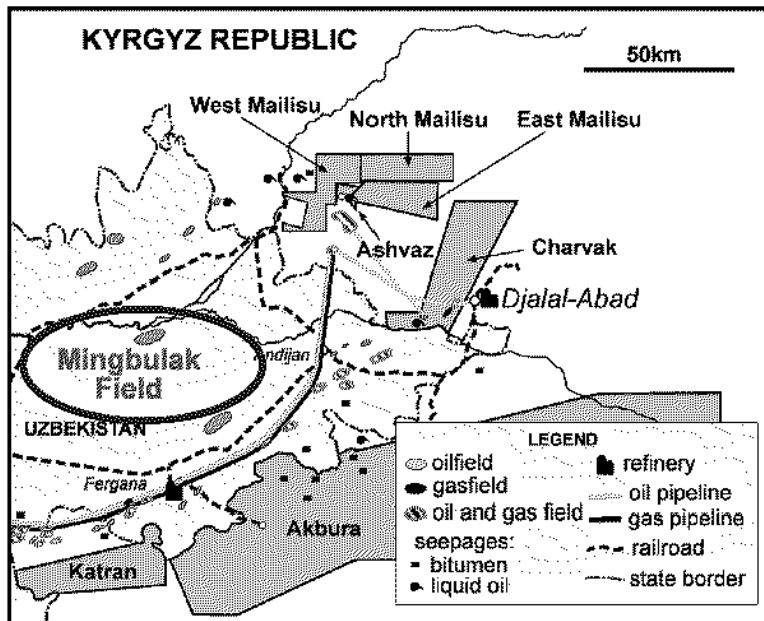 KYRGYZ REPUBLIC
50km
West Mailisu
North Mailisu
East Mailisu
Ashvaz
Charvak
Djalal-Abad
Mingbulak
Field
ndijan
UZBEKISTAN
Fergana
Akbura
Katran
LEGEND
oilfield
gasfield
oil and gas field
seepages:
bitumen
liquid oil
refinery
oil pipeline
gas pipeline
railroad
state border